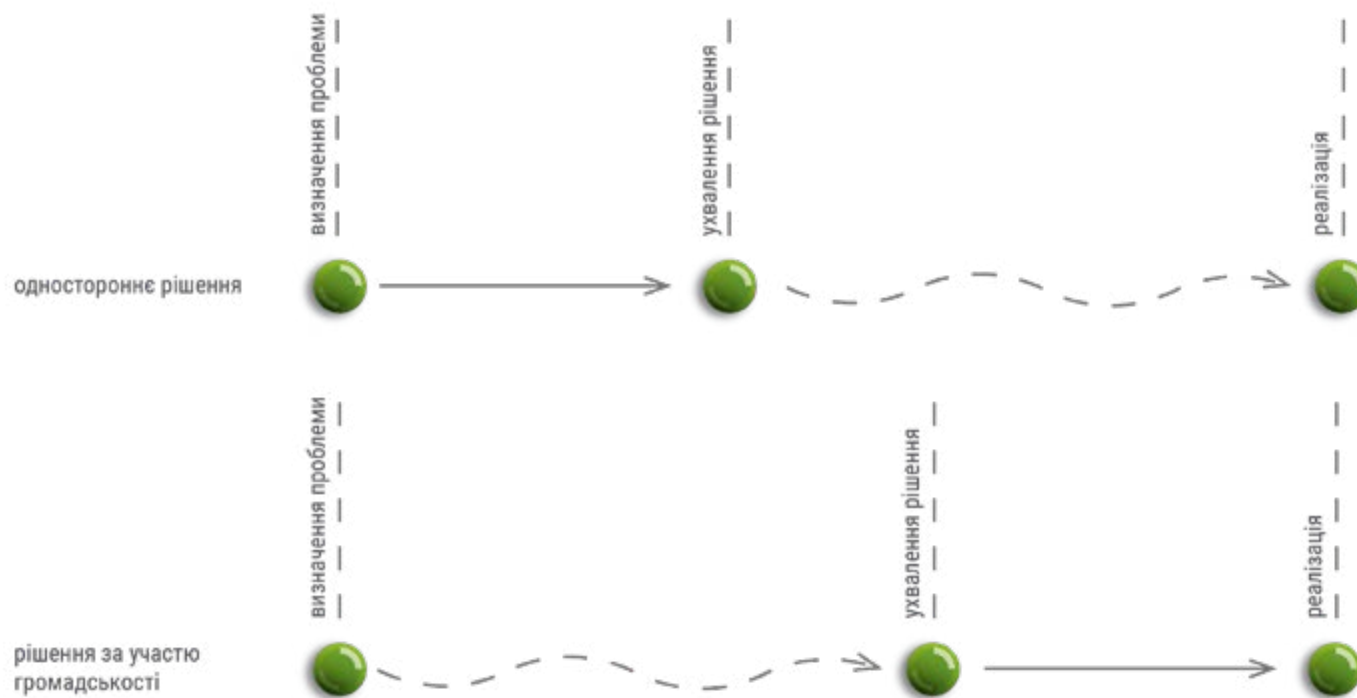 визначення проблеми
ухвалення рішення
реалізація
одностороннє рішення
визначення проблеми
ухвалення рішення
реалізація
рішення за участю
громадськості